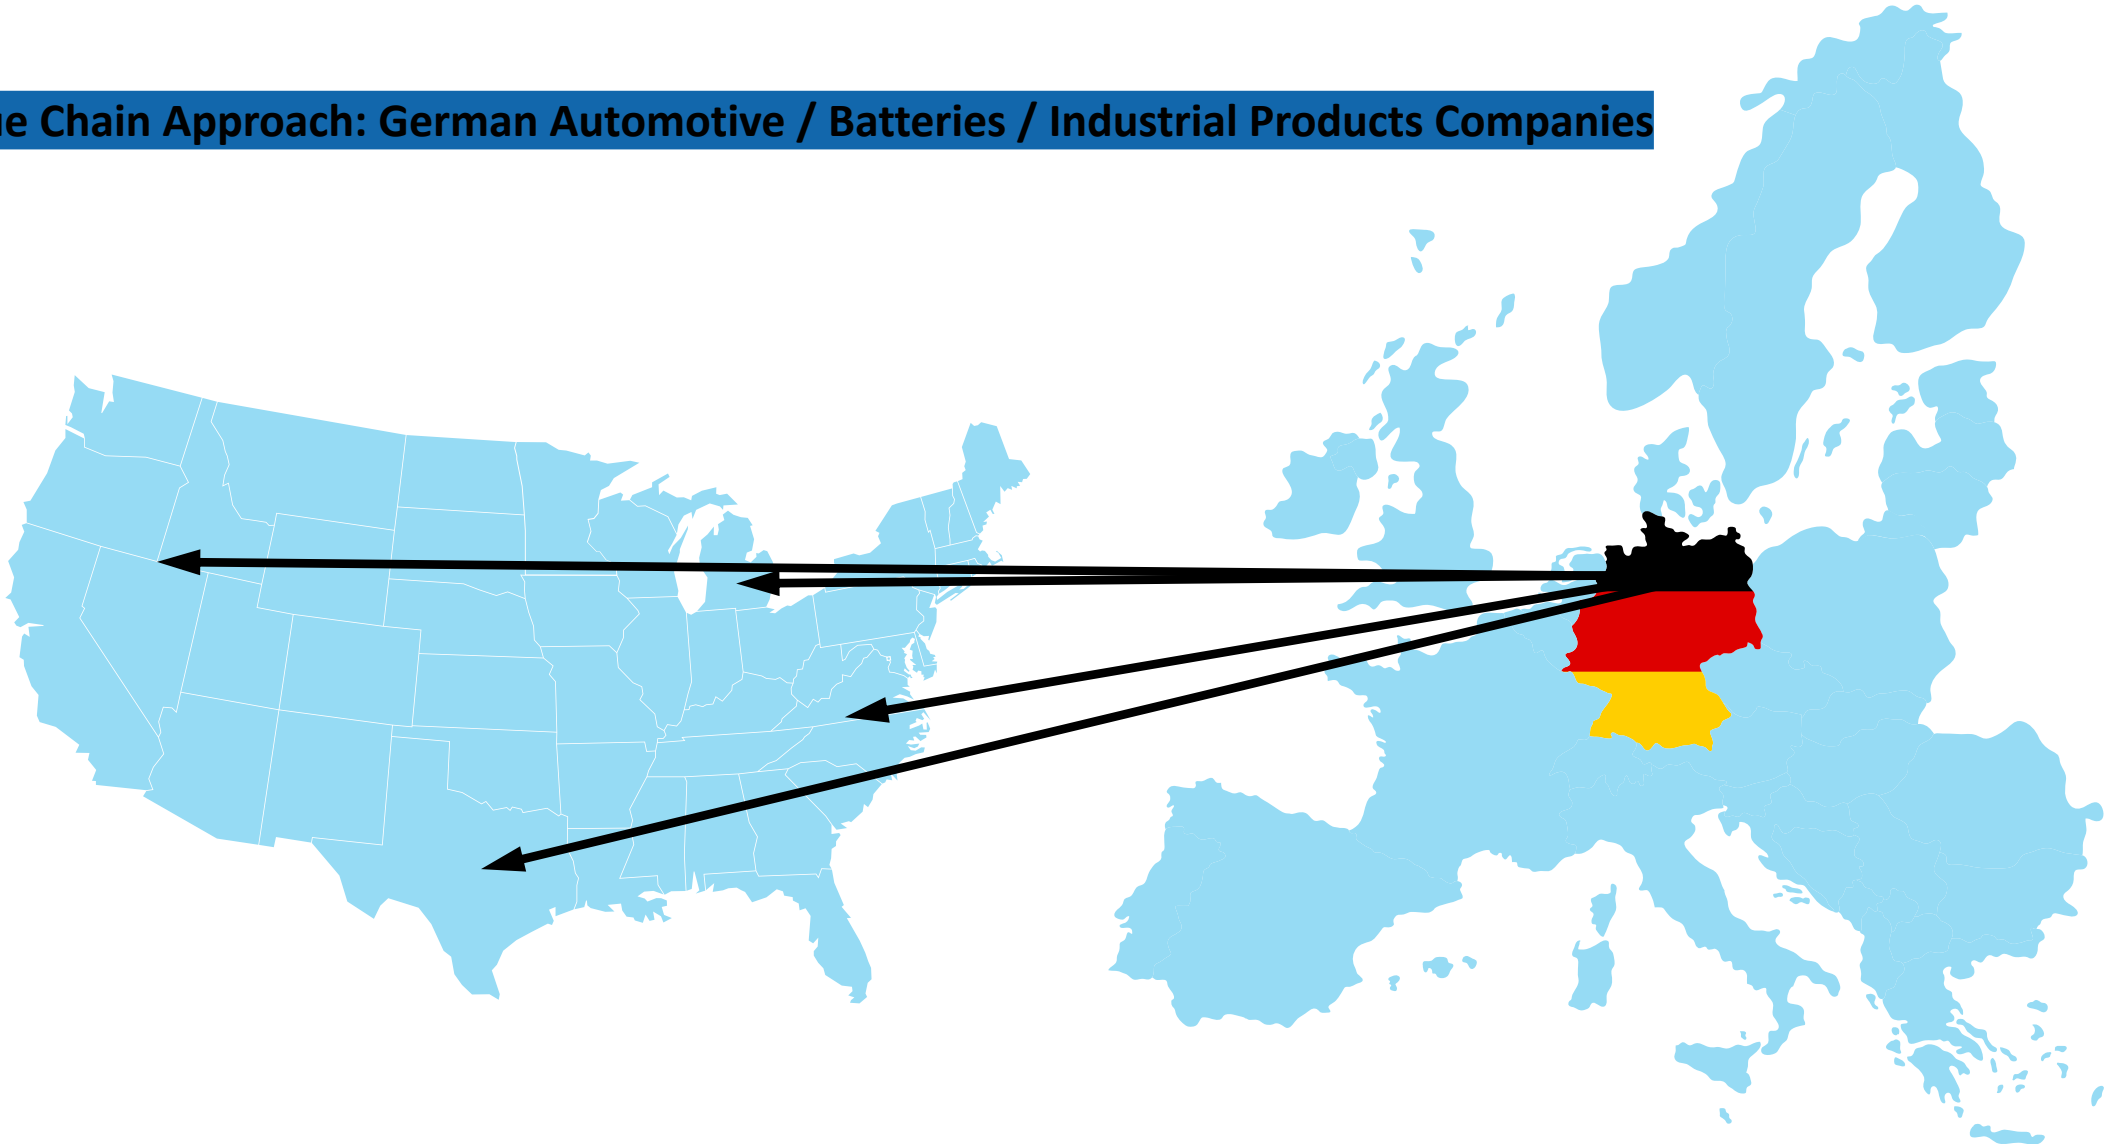 ue Chain Approach: German Automotive / Batteries / Industrial Products Companies